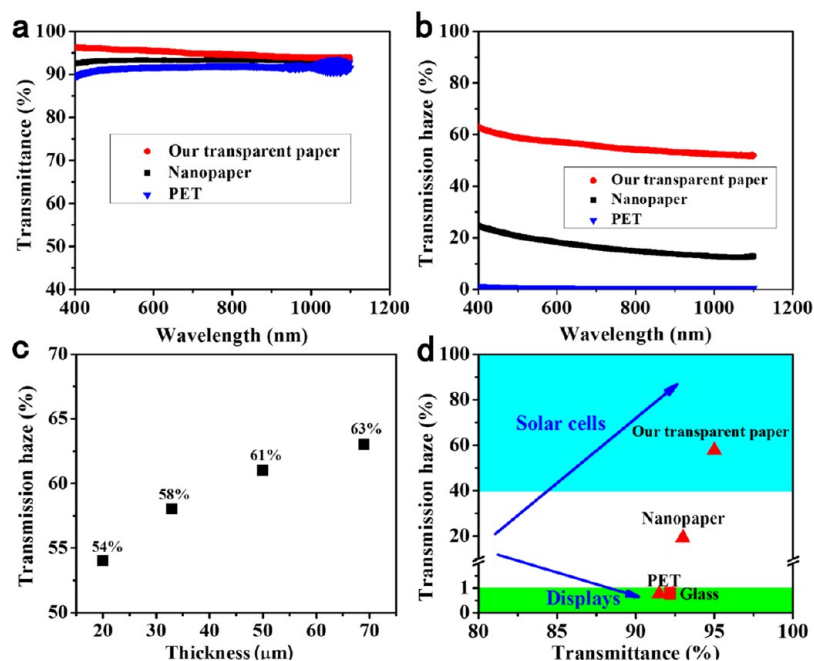 a
Transmittance (%)
100
90
80
70
60
50
40
Our transparent paper
Nanopaper
PET
400 600 800 1000 1200
Wavelength (nm)
b
Transmission haze (%)
100
80
60
40
20
0
Our transparent paper
Nanopaper
PET
400 600 800 1000 1200
Wavelength (nm)
c
Transmission haze (%)
70
65
60
55
50
54%
58%
61%
63%
20 30 40 50 60 70
Thickness (μm)
d
Transmission haze (%)
100
80
60
40
20
1
0
Solar cells
Our transparent paper
Nanopaper
PET
Glass
Displays
80 85 90 95 100
Transmittance (%)